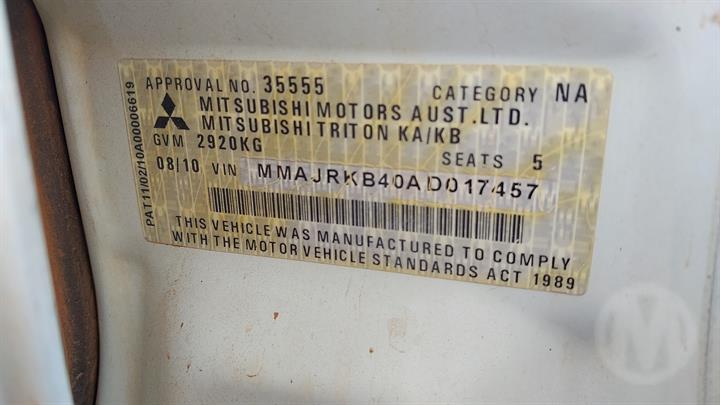 APPROVAL NO. 35555 CATEGORY NA
MITSUBISHI MOTORS AUST.LTD.
MITSUBISHI TRITON KA/KB
GVM 2920KG SEATS 5
08/10 VIN MMAJRKB40AD017457
THIS VEHICLE WAS MANUFACTURED TO COMPLY
WITH THE MOTOR VEHICLE STANDARDS ACT 1989
PAT11/02/10A00006619